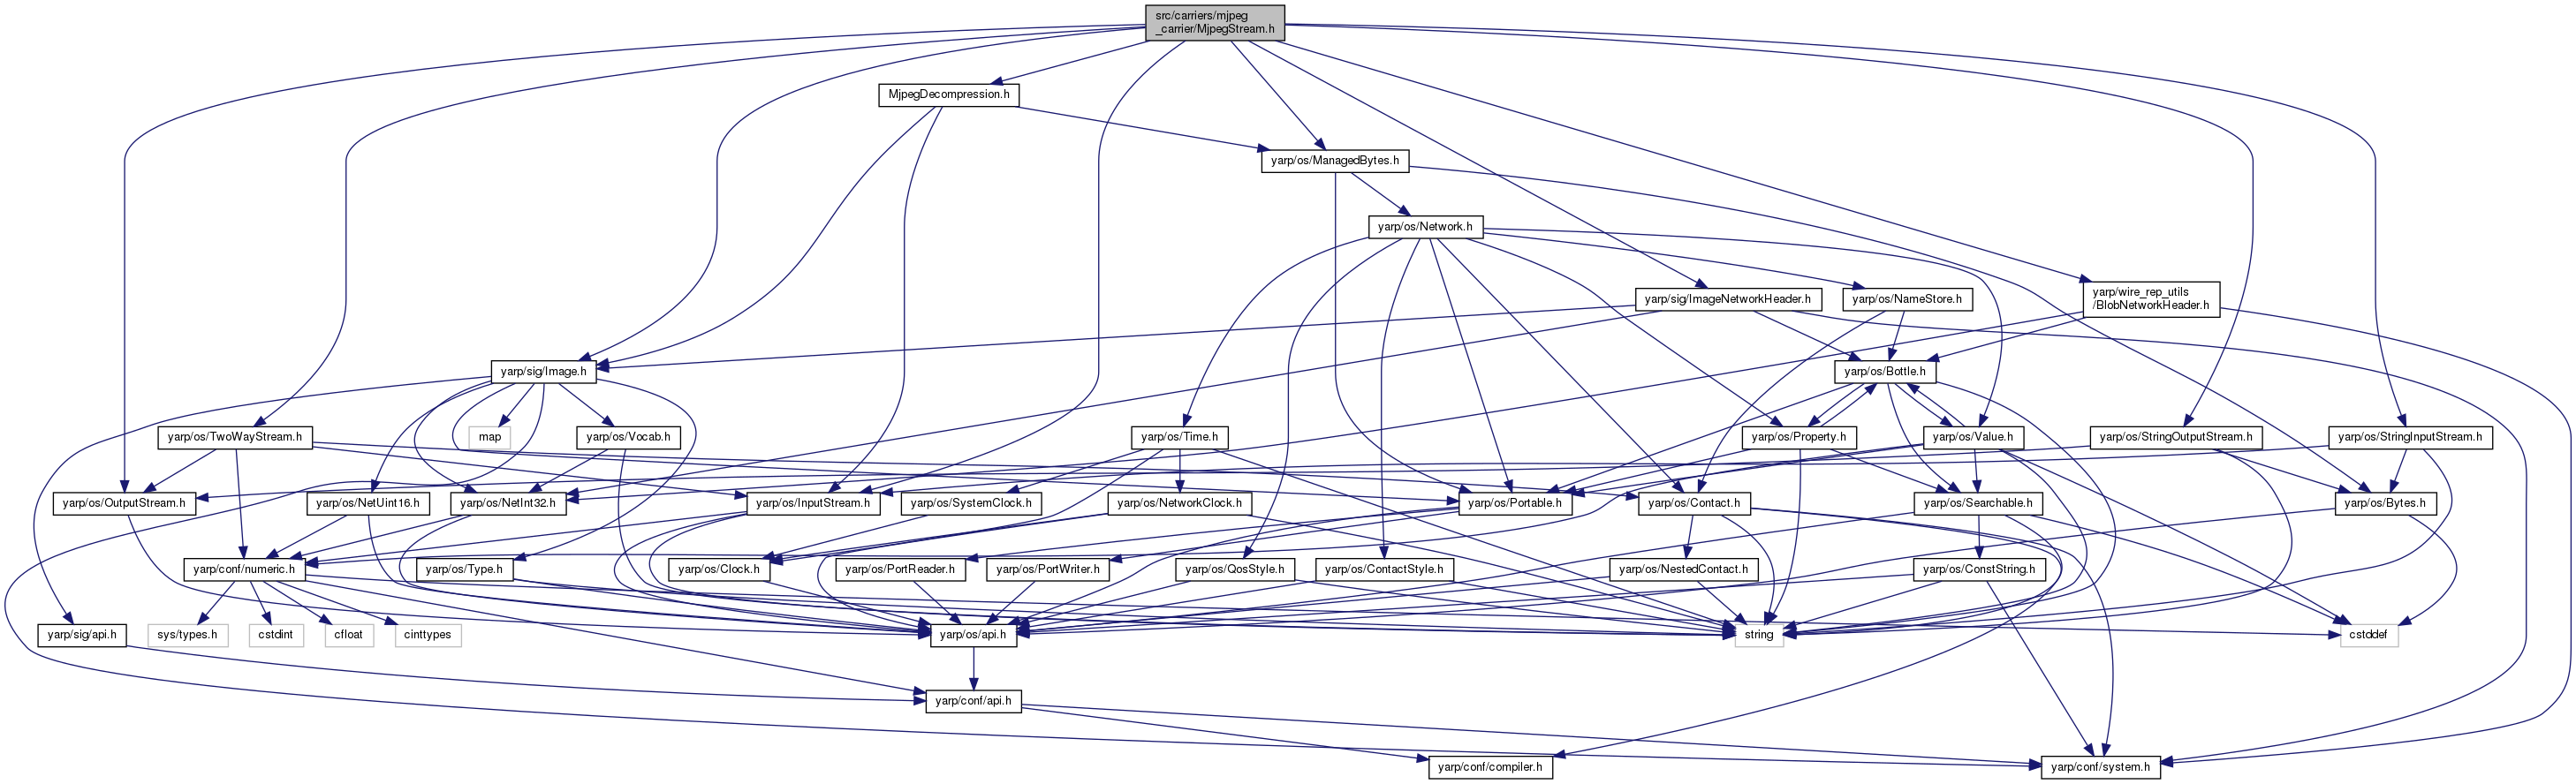 src/carriers/mjpeg
_carrier/MjpegStream.h
MjpegDecompression.h
yarp/os/ManagedBytes.h
yarp/os/Network.h
yarp/sig/ImageNetworkHeader.h
yarp/os/NameStore.h
yarp/wire_rep_utils
/BlobNetworkHeader.h
yarp/sig/Image.h
yarp/os/Bottle.h
yarp/os/TwoWayStream.h
map
yarp/os/Vocab.h
yarp/os/Time.h
yarp/os/Property.h
yarp/os/Value.h
yarp/os/StringOutputStream.h
yarp/os/StringInputStream.h
yarp/os/OutputStream.h
yarp/os/NetUint16.h
yarp/os/NetInt32.h
yarp/os/InputStream.h
yarp/os/SystemClock.h
yarp/os/NetworkClock.h
yarp/os/Portable.h
yarp/os/Contact.h
yarp/os/Searchable.h
yarp/os/Bytes.h
yarp/conf/numeric.h
yarp/os/Type.h
yarp/os/Clock.h
yarp/os/PortReader.h
yarp/os/PortWriter.h
yarp/os/QosStyle.h
yarp/os/ContactStyle.h
yarp/os/NestedContact.h
yarp/os/ConstString.h
yarp/sig/api.h
sys/types.h
cstdint
cfloat
cinttypes
yarp/os/api.h
string
cstddef
yarp/conf/api.h
yarp/conf/compiler.h
yarp/conf/system.h